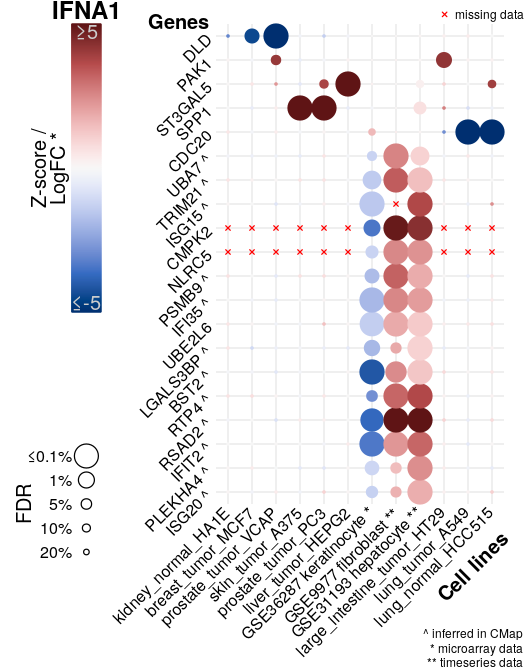 IFNA1
Genes
× missing data
≥5
Z-score /
LogFC *
≤-5
DLD
PAK1
ST3GAL5
SPP1
CDC20
UBA7 ^
TRIM21 ^
ISG15 ^
CMPK2
NLRC5
PSMB9 ^
IFI35 ^
UBE2L6
LGALS3BP ^
BST2 ^
RTP4 ^
RSAD2 ^
IFIT2 ^
PLEKHA4 ^
ISG20 ^
FDR
≤0.1%
1%
5%
10%
20%
kidney_normal_HA1E
breast_tumor_MCF7
prostate_tumor_VCAP
skin_tumor_A375
prostate_tumor_PC3
liver_tumor_HEPG2
GSE36287 keratinocyte *
GSE9977 fibroblast **
GSE31193 hepatocyte **
large_intestine_tumor_HT29
lung_tumor_A549
lung_normal_HCC515
Cell lines
^ inferred in CMap
* microarray data
** timeseries data